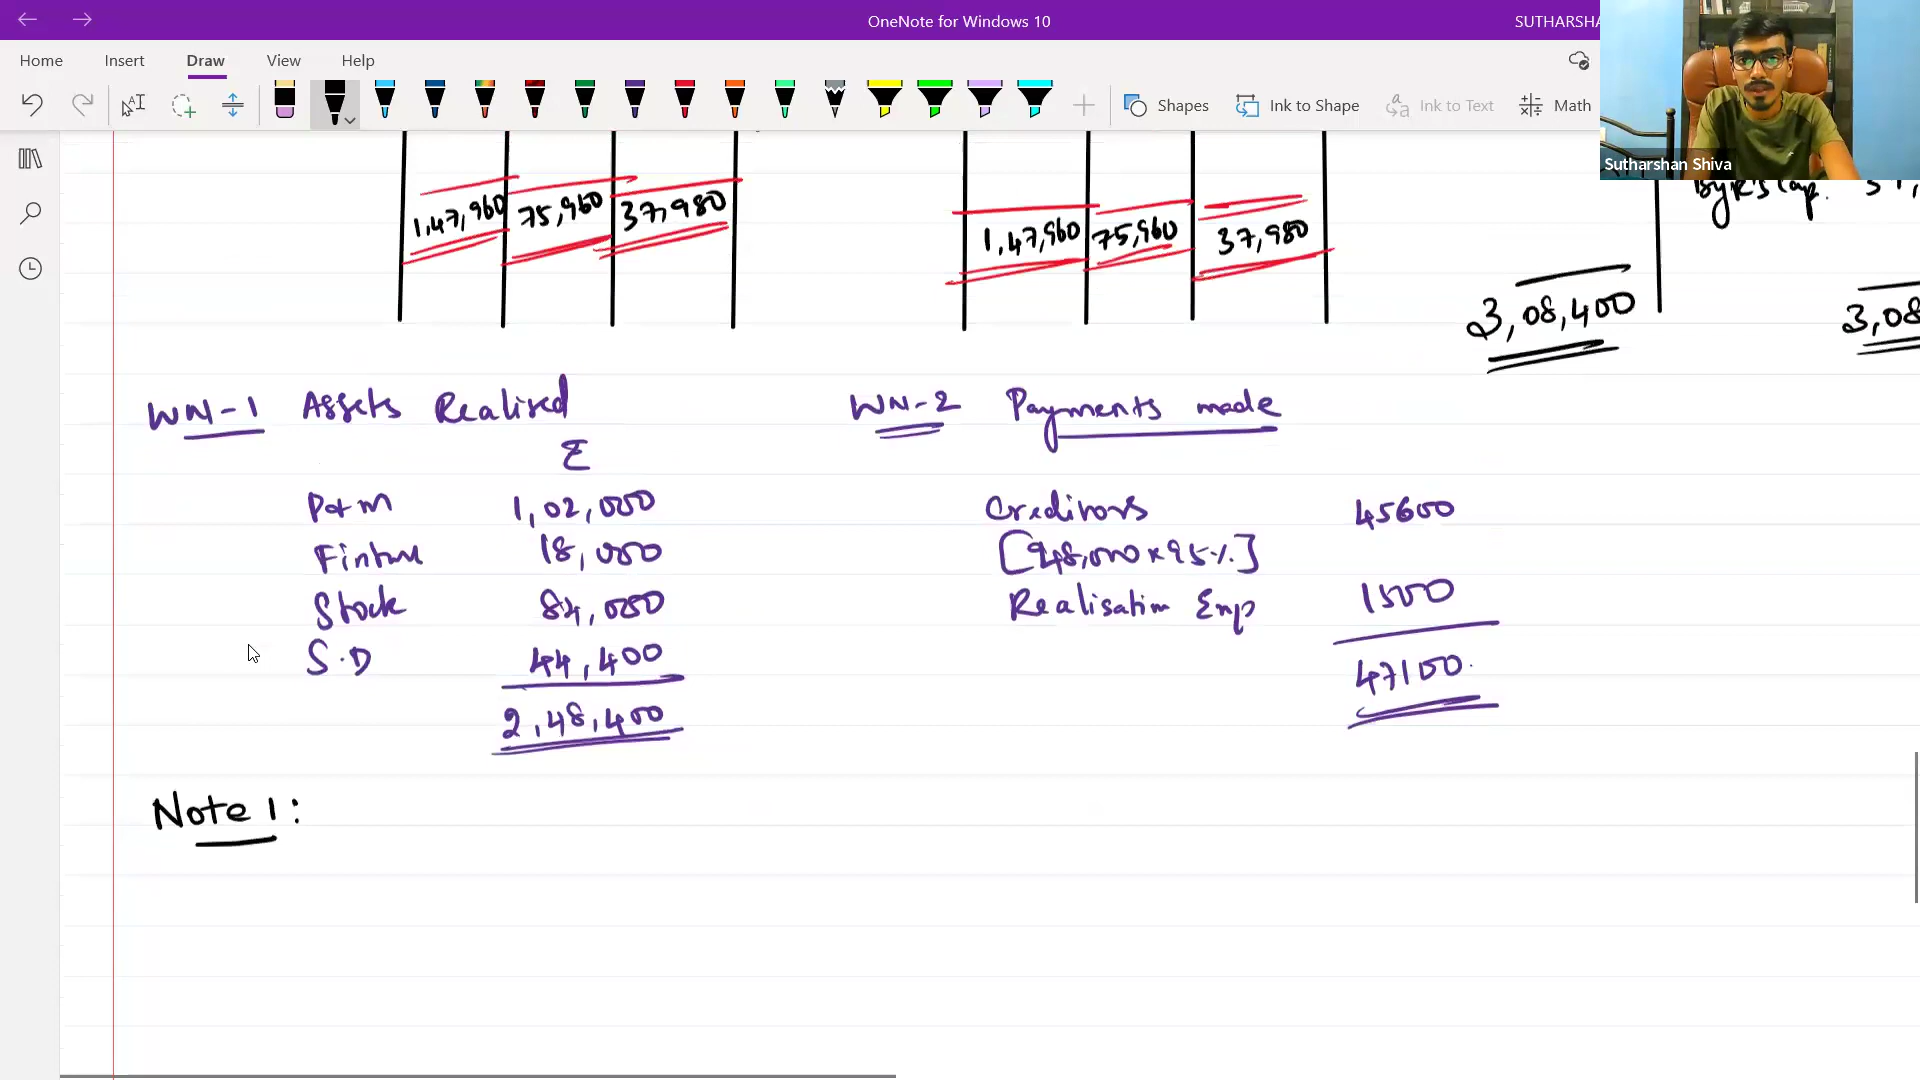 OneNote for Windows 10
SUTHARSHA
Home Insert Draw View Help
Shapes Ink to Shape Ink to Text Math
Sutharshan Shiva
1,47,960 75,960 37,980
1,47,960 75,960 37,980
3,08,400
3,08
WN-1 Assets Realised
WN-2 Payments made
P&M 1,02,000
Fixture 18,000
Stock 84,000
S.D 44,400
2,48,400
Creditors 45600
[48,000x95%]
Realisation Exp 1500
47100
Note 1: